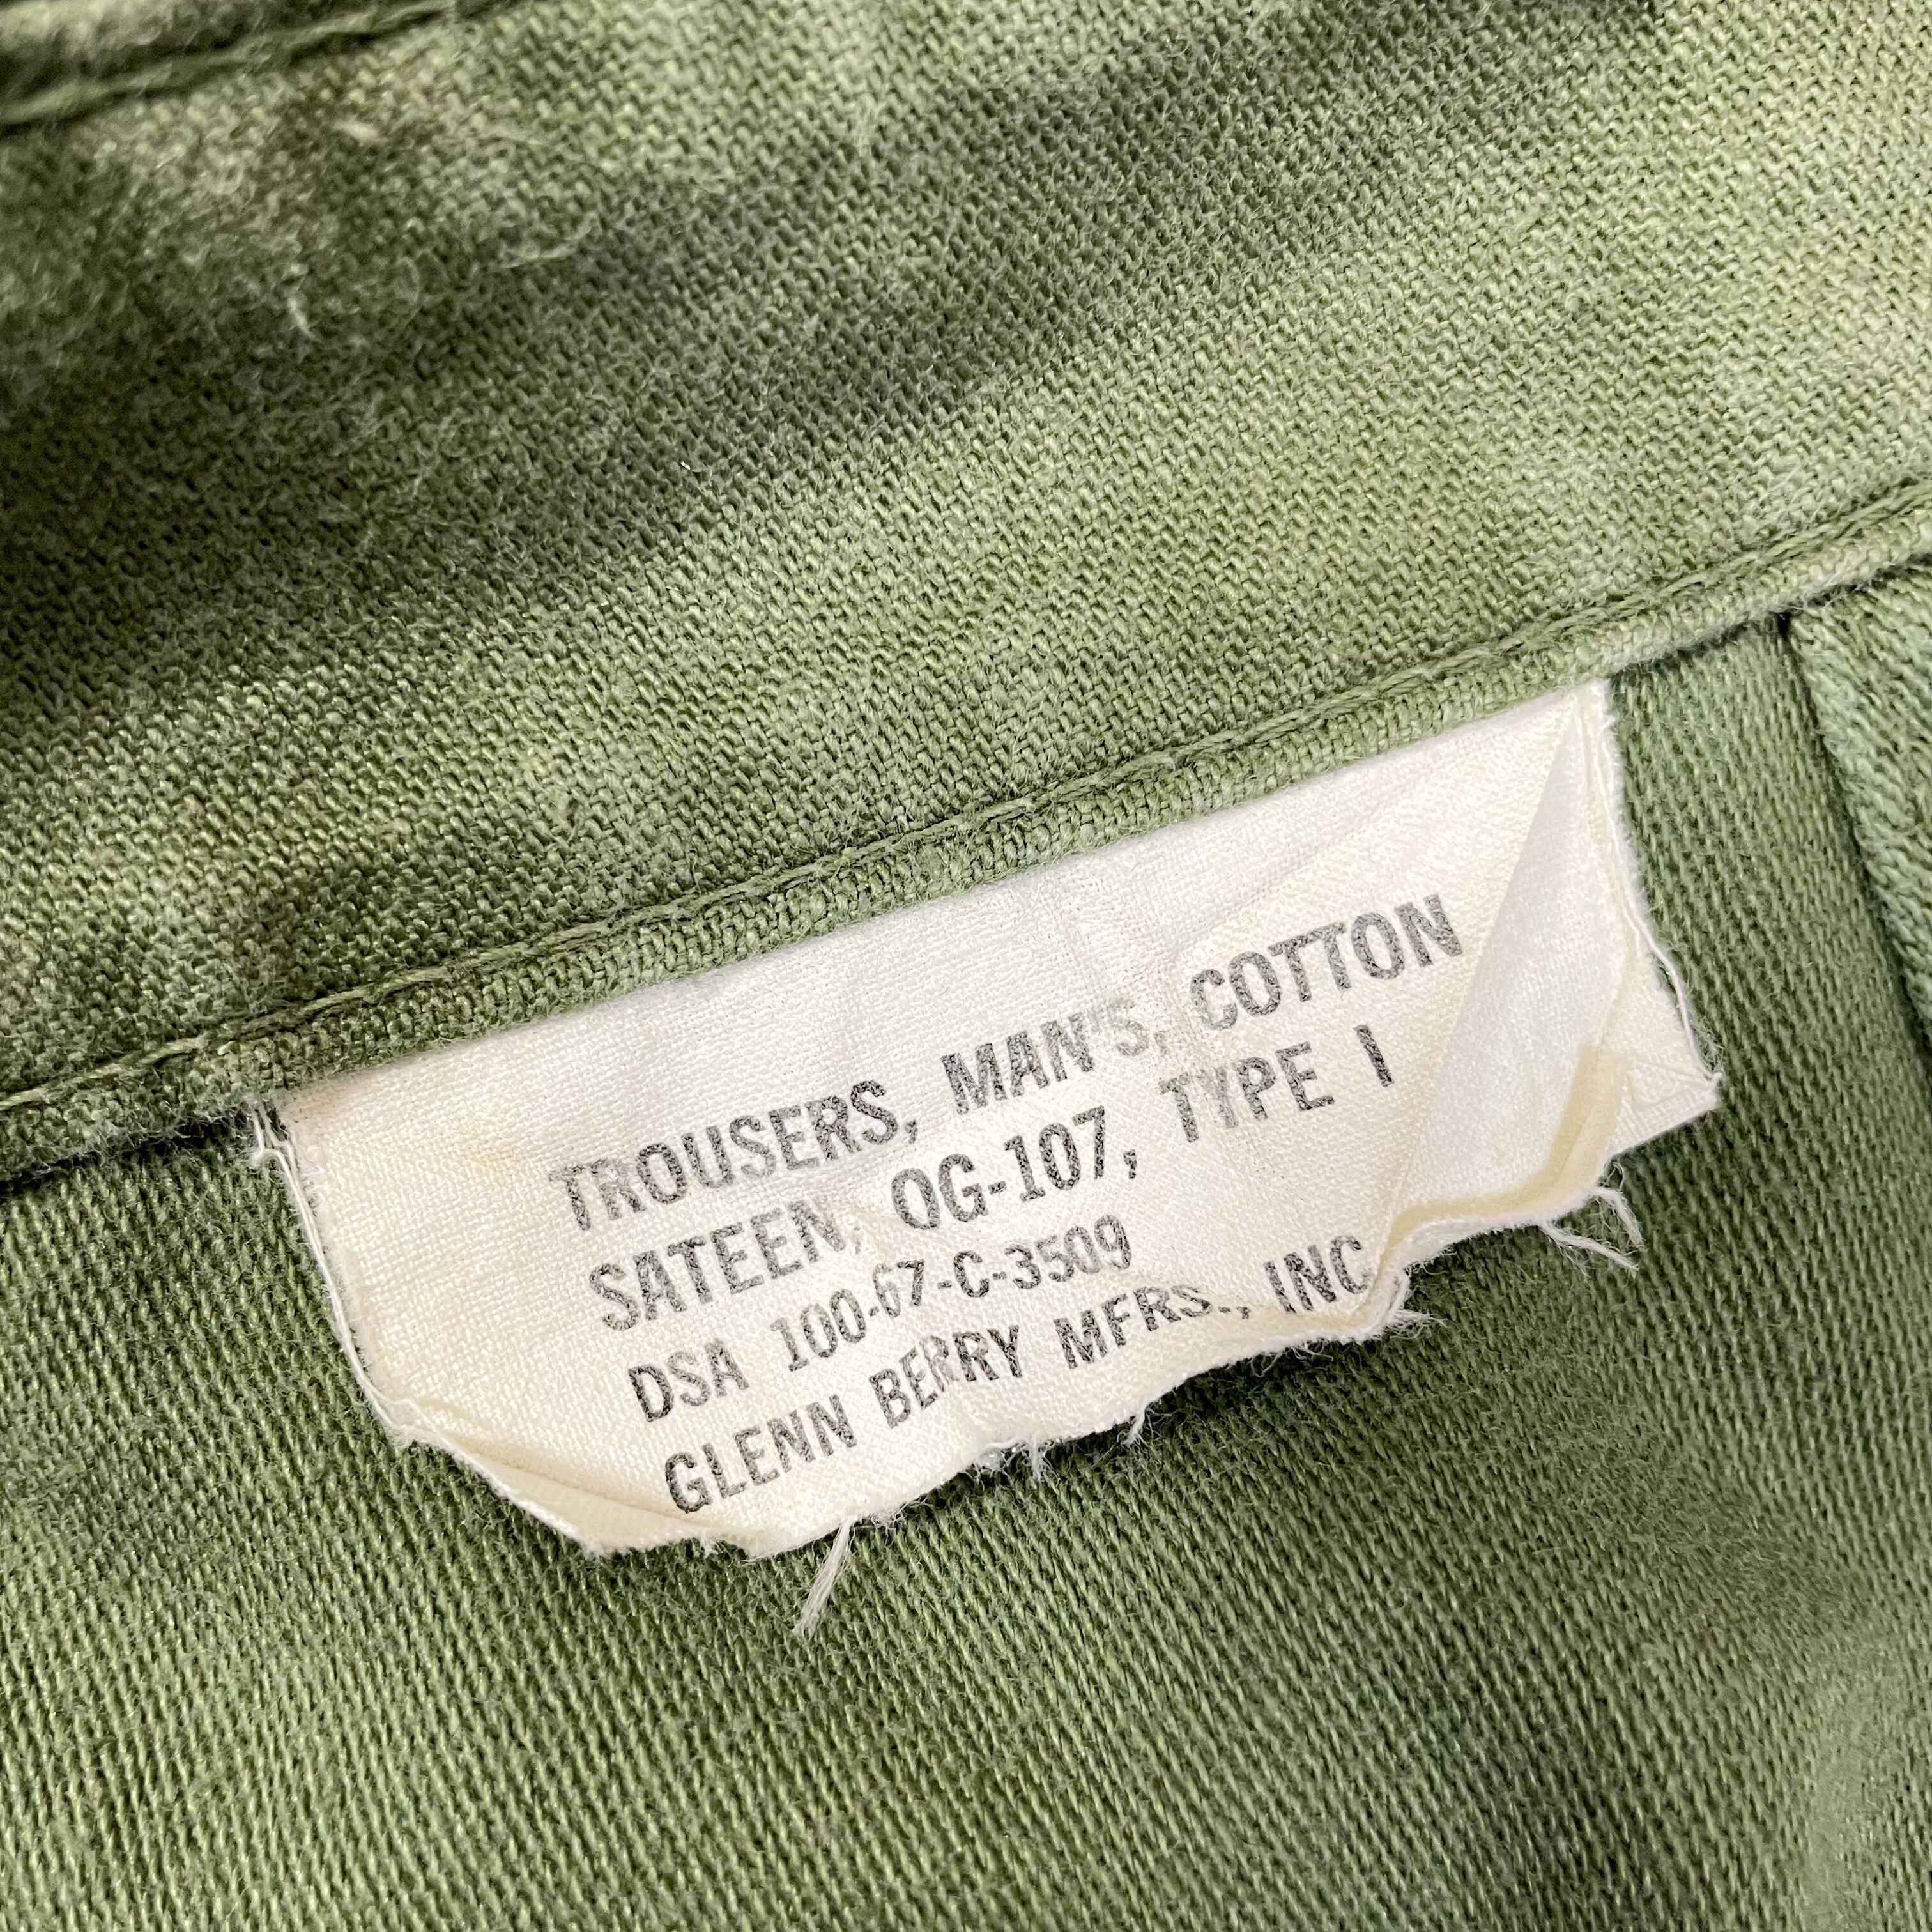 TROUSERS, MAN'S, COTTON
SATEEN, OG-107, TYPE I
DSA 100-67-C-3509
GLENN BERRY MFRS., INC